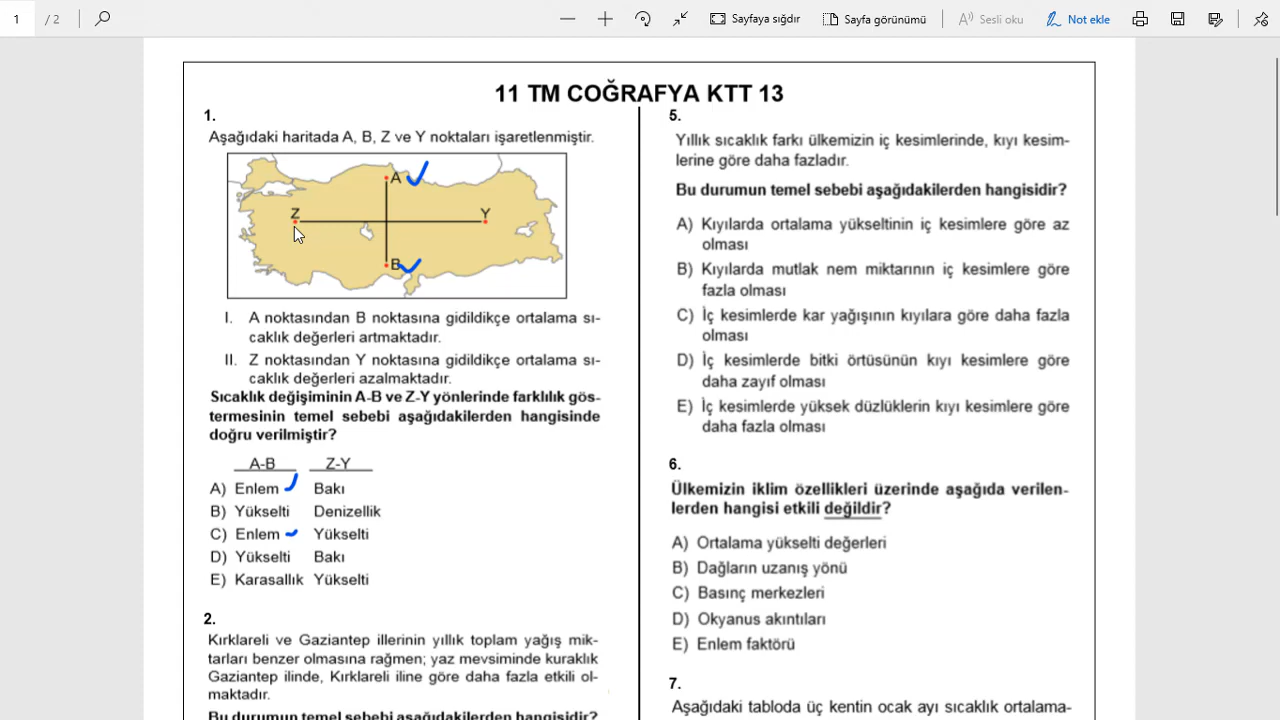 1
/ 2
Sayfaya sığdır
Sayfa görünümü
Sesli oku
Not ekle
11 TM COĞRAFYA KTT 13
1.
Aşağıdaki haritada A, B, Z ve Y noktaları işaretlenmiştir.
A
Z
Y
B
I. A noktasından B noktasına gidildikçe ortalama sı-
caklık değerleri artmaktadır.
II. Z noktasından Y noktasına gidildikçe ortalama sı-
caklık değerleri azalmaktadır.
Sıcaklık değişiminin A-B ve Z-Y yönlerinde farklılık gös-
termesinin temel sebebi aşağıdakilerden hangisinde
doğru verilmiştir?
A-B Z-Y
A) Enlem Bakı
B) Yükselti Denizellik
C) Enlem Yükselti
D) Yükselti Bakı
E) Karasallık Yükselti
2.
Kırklareli ve Gaziantep illerinin yıllık toplam yağış mik-
tarları benzer olmasına rağmen; yaz mevsiminde kuraklık
Gaziantep ilinde, Kırklareli iline göre daha fazla etkili ol-
maktadır.
Bu durumun temel sebebi aşağıdakilerden hangisidir?
5.
Yıllık sıcaklık farkı ülkemizin iç kesimlerinde, kıyı kesim-
lerine göre daha fazladır.
Bu durumun temel sebebi aşağıdakilerden hangisidir?
A) Kıyılarda ortalama yükseltinin iç kesimlere göre az
olması
B) Kıyılarda mutlak nem miktarının iç kesimlere göre
fazla olması
C) İç kesimlerde kar yağışının kıyılara göre daha fazla
olması
D) İç kesimlerde bitki örtüsünün kıyı kesimlere göre
daha zayıf olması
E) İç kesimlerde yüksek düzlüklerin kıyı kesimlere göre
daha fazla olması
6.
Ülkemizin iklim özellikleri üzerinde aşağıda verilen-
lerden hangisi etkili değildir?
A) Ortalama yükselti değerleri
B) Dağların uzanış yönü
C) Basınç merkezleri
D) Okyanus akıntıları
E) Enlem faktörü
7.
Aşağıdaki tabloda üç kentin ocak ayı sıcaklık ortalama-